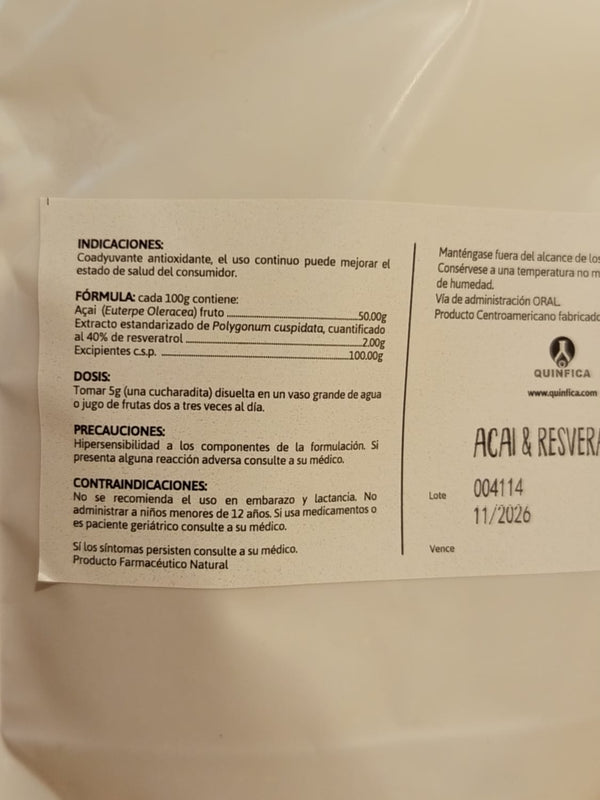 INDICACIONES:
Coadyuvante antioxidante, el uso continuo puede mejorar el
estado de salud del consumidor.
FÓRMULA: cada 100g contiene:
Açai (Euterpe Oleracea) fruto ........................................50.00g
Extracto estandarizado de Polygonum cuspidata, cuantificado
al 40% de resveratrol ........................................2.00g
Excipientes c.s.p. ........................................100.00g
DOSIS:
Tomar 5g (una cucharadita) disuelta en un vaso grande de agua
o jugo de frutas dos a tres veces al día.
PRECAUCIONES:
Hipersensibilidad a los componentes de la formulación. Si
presenta alguna reacción adversa consulte a su médico.
CONTRAINDICACIONES:
No se recomienda el uso en embarazo y lactancia. No
administrar a niños menores de 12 años. Si usa medicamentos o
es paciente geriátrico consulte a su médico.
Sí los síntomas persisten consulte a su médico.
Producto Farmacéutico Natural
Manténgase fuera del alcance de los
Consérvese a una temperatura no m
de humedad.
Vía de administración ORAL.
Producto Centroamericano fabricado
QUINFICA
www.quinfica.com
ACAI & RESVERA
Lote 004114
11/2026
Vence